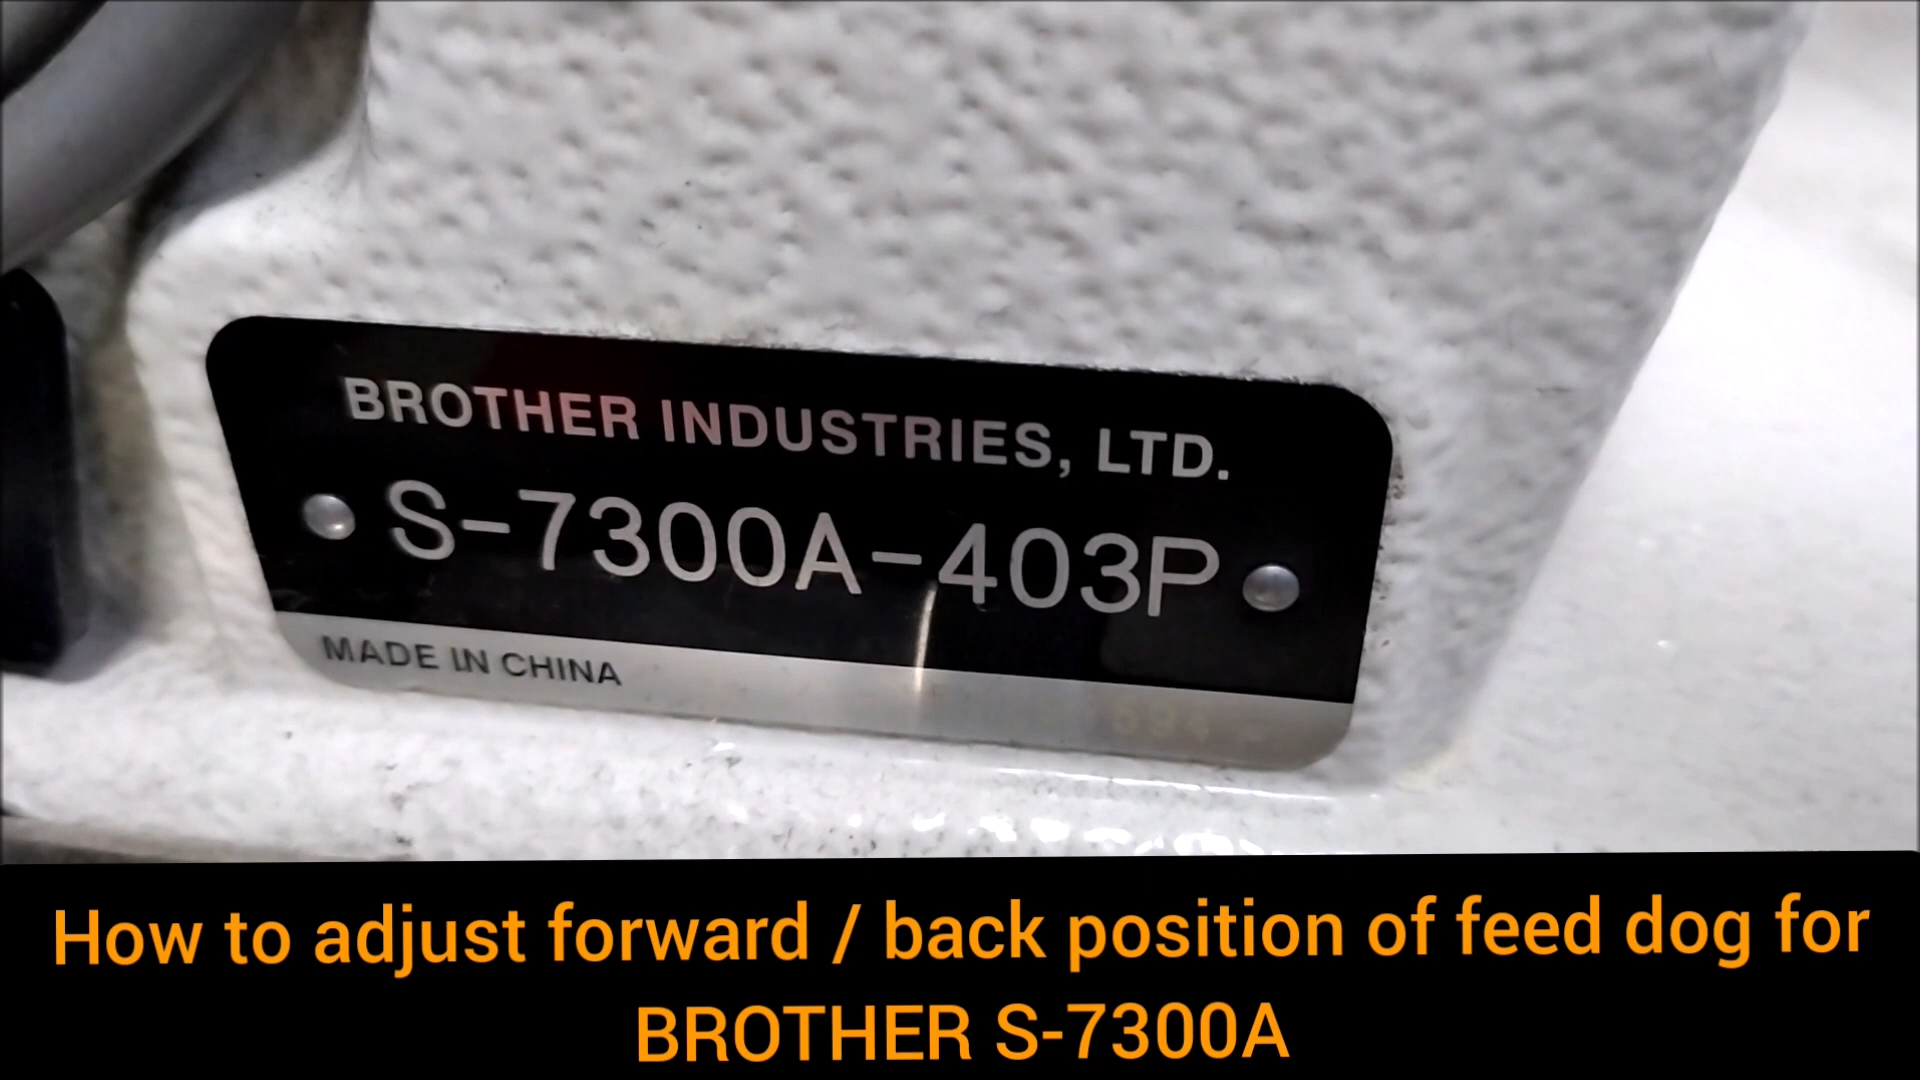 BROTHER INDUSTRIES, LTD.
S-7300A-403P
MADE IN CHINA
How to adjust forward / back position of feed dog for
BROTHER S-7300A